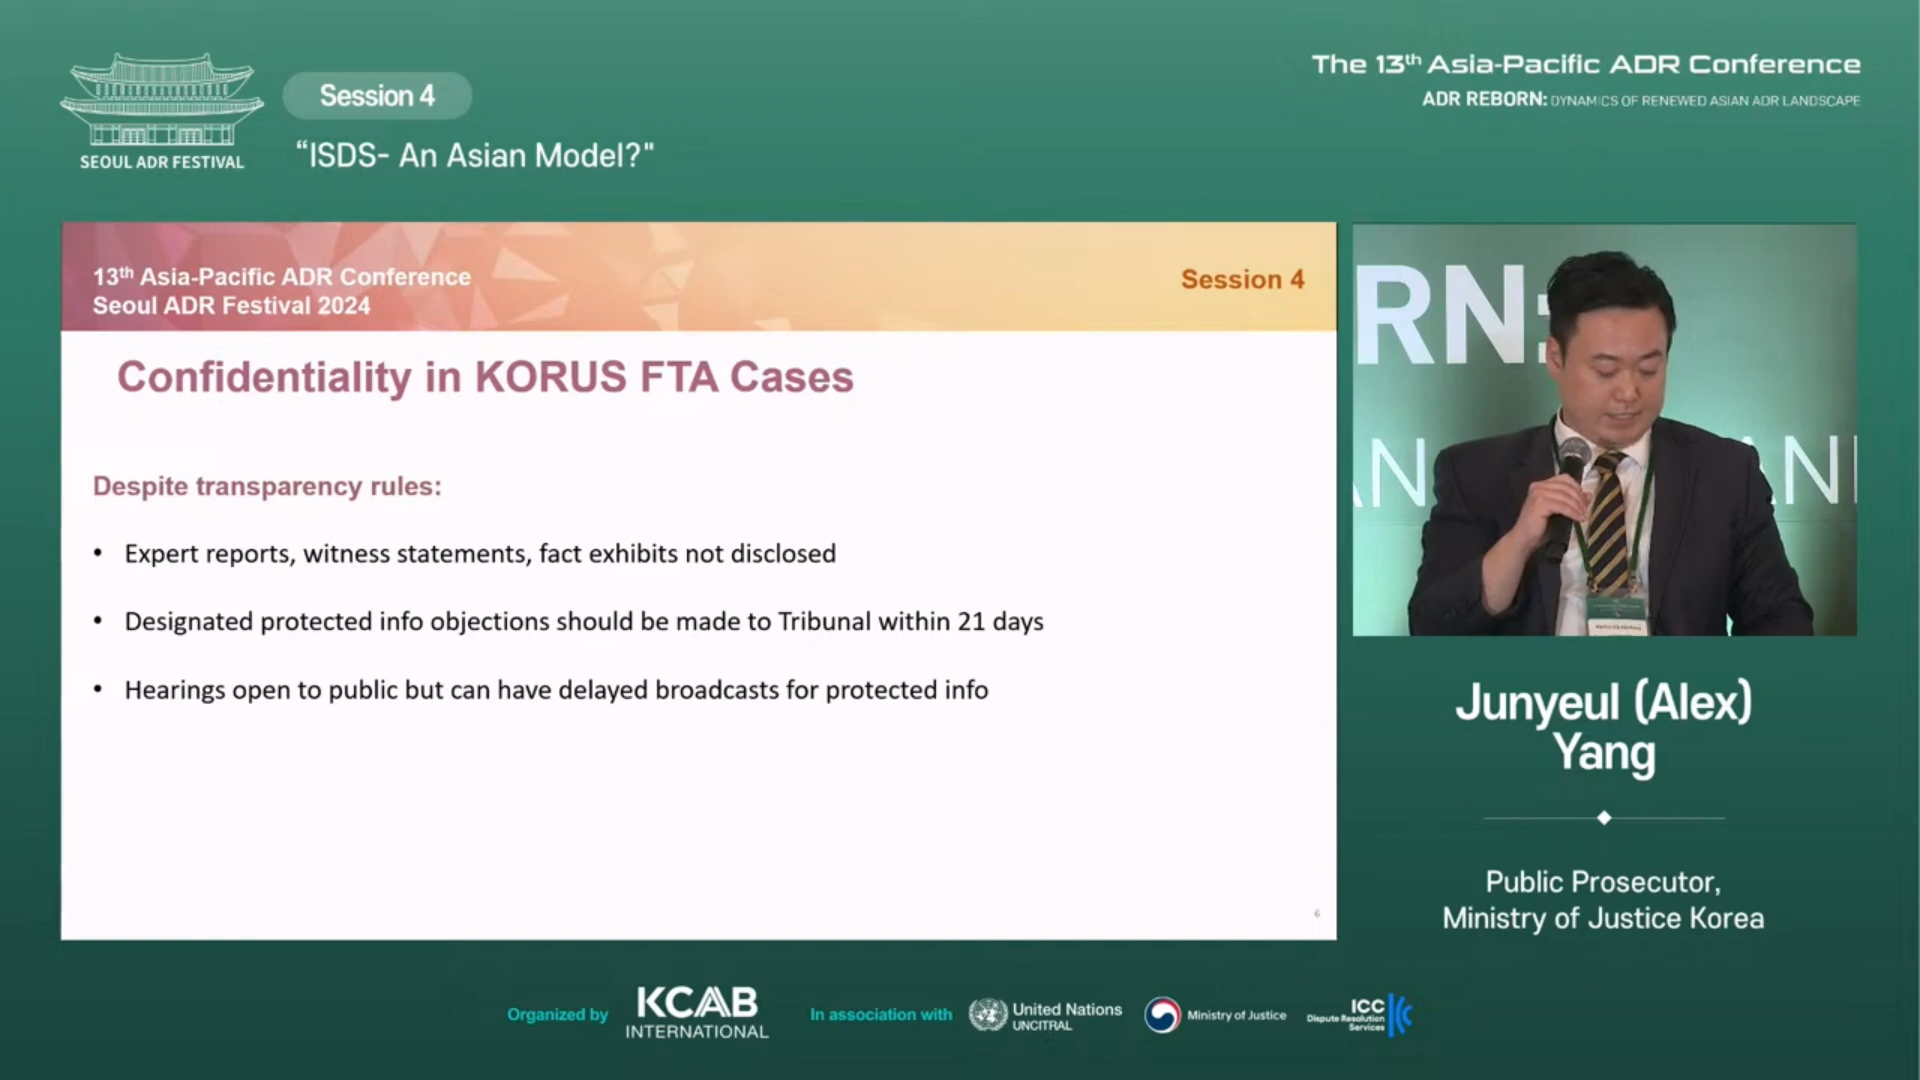 SEOUL ADR FESTIVAL
Session 4
“ISDS- An Asian Model?"
The 13th Asia-Pacific ADR Conference
ADR REBORN: DYNAMICS OF RENEWED ASIAN ADR LANDSCAPE
13th Asia-Pacific ADR Conference
Seoul ADR Festival 2024
Session 4
Confidentiality in KORUS FTA Cases
Despite transparency rules:
• Expert reports, witness statements, fact exhibits not disclosed
• Designated protected info objections should be made to Tribunal within 21 days
• Hearings open to public but can have delayed broadcasts for protected info
6
RN:
AN
AN
Junyeul (Alex)
Yang
Public Prosecutor,
Ministry of Justice Korea
Organized by
KCAB
INTERNATIONAL
In association with
United Nations
UNCITRAL
Ministry of Justice
ICC
Dispute Resolution
Services